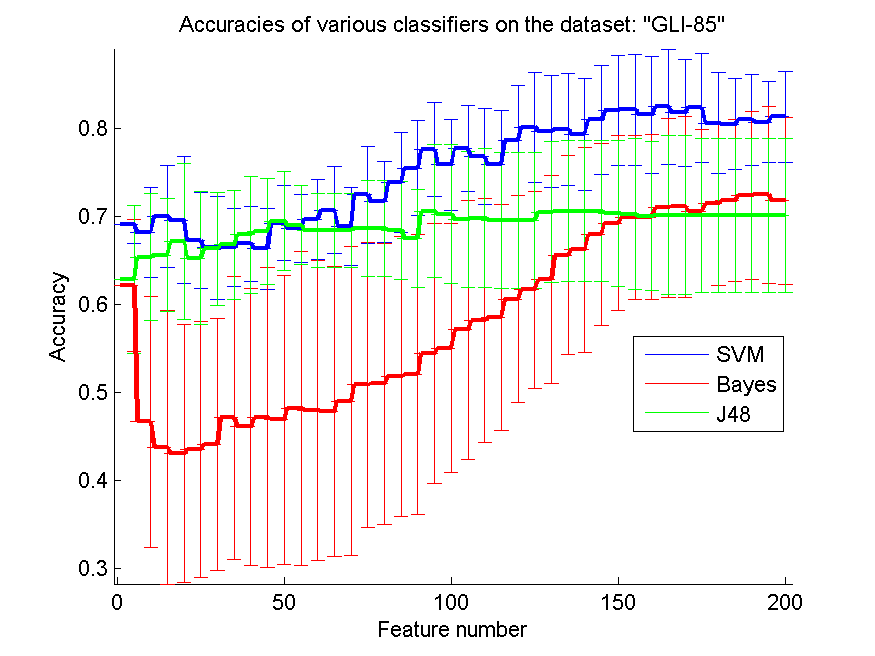 Accuracies of various classifiers on the dataset: "GLI-85"
0.8
0.7
0.6
0.5
0.4
0.3
Accuracy
SVM
Bayes
J48
0 50 100 150 200
Feature number